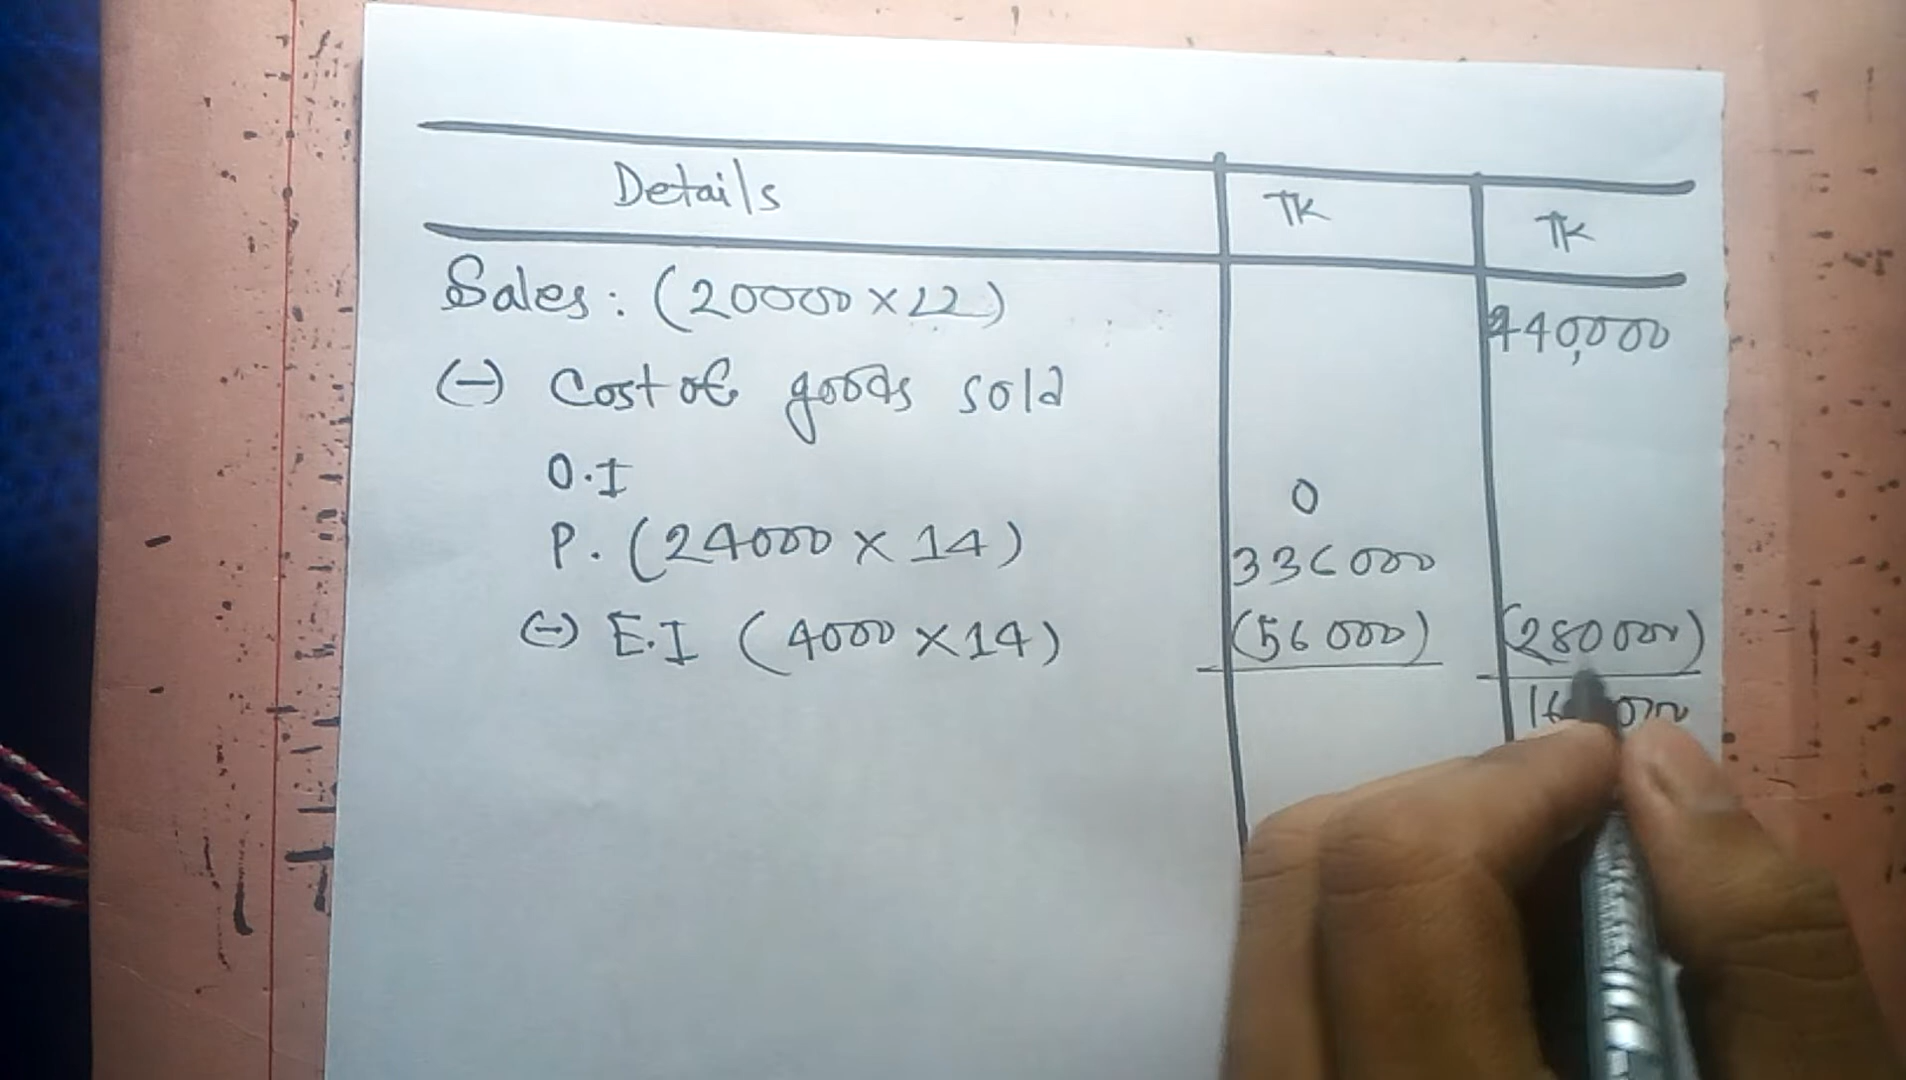 Details TK TK
Sales: (20000 × 22) 440,000
(-) Cost of goods sold
O.I 0
P. (24000 × 14) 336000
(-) E.I (4000 × 14) (56000) (280000)